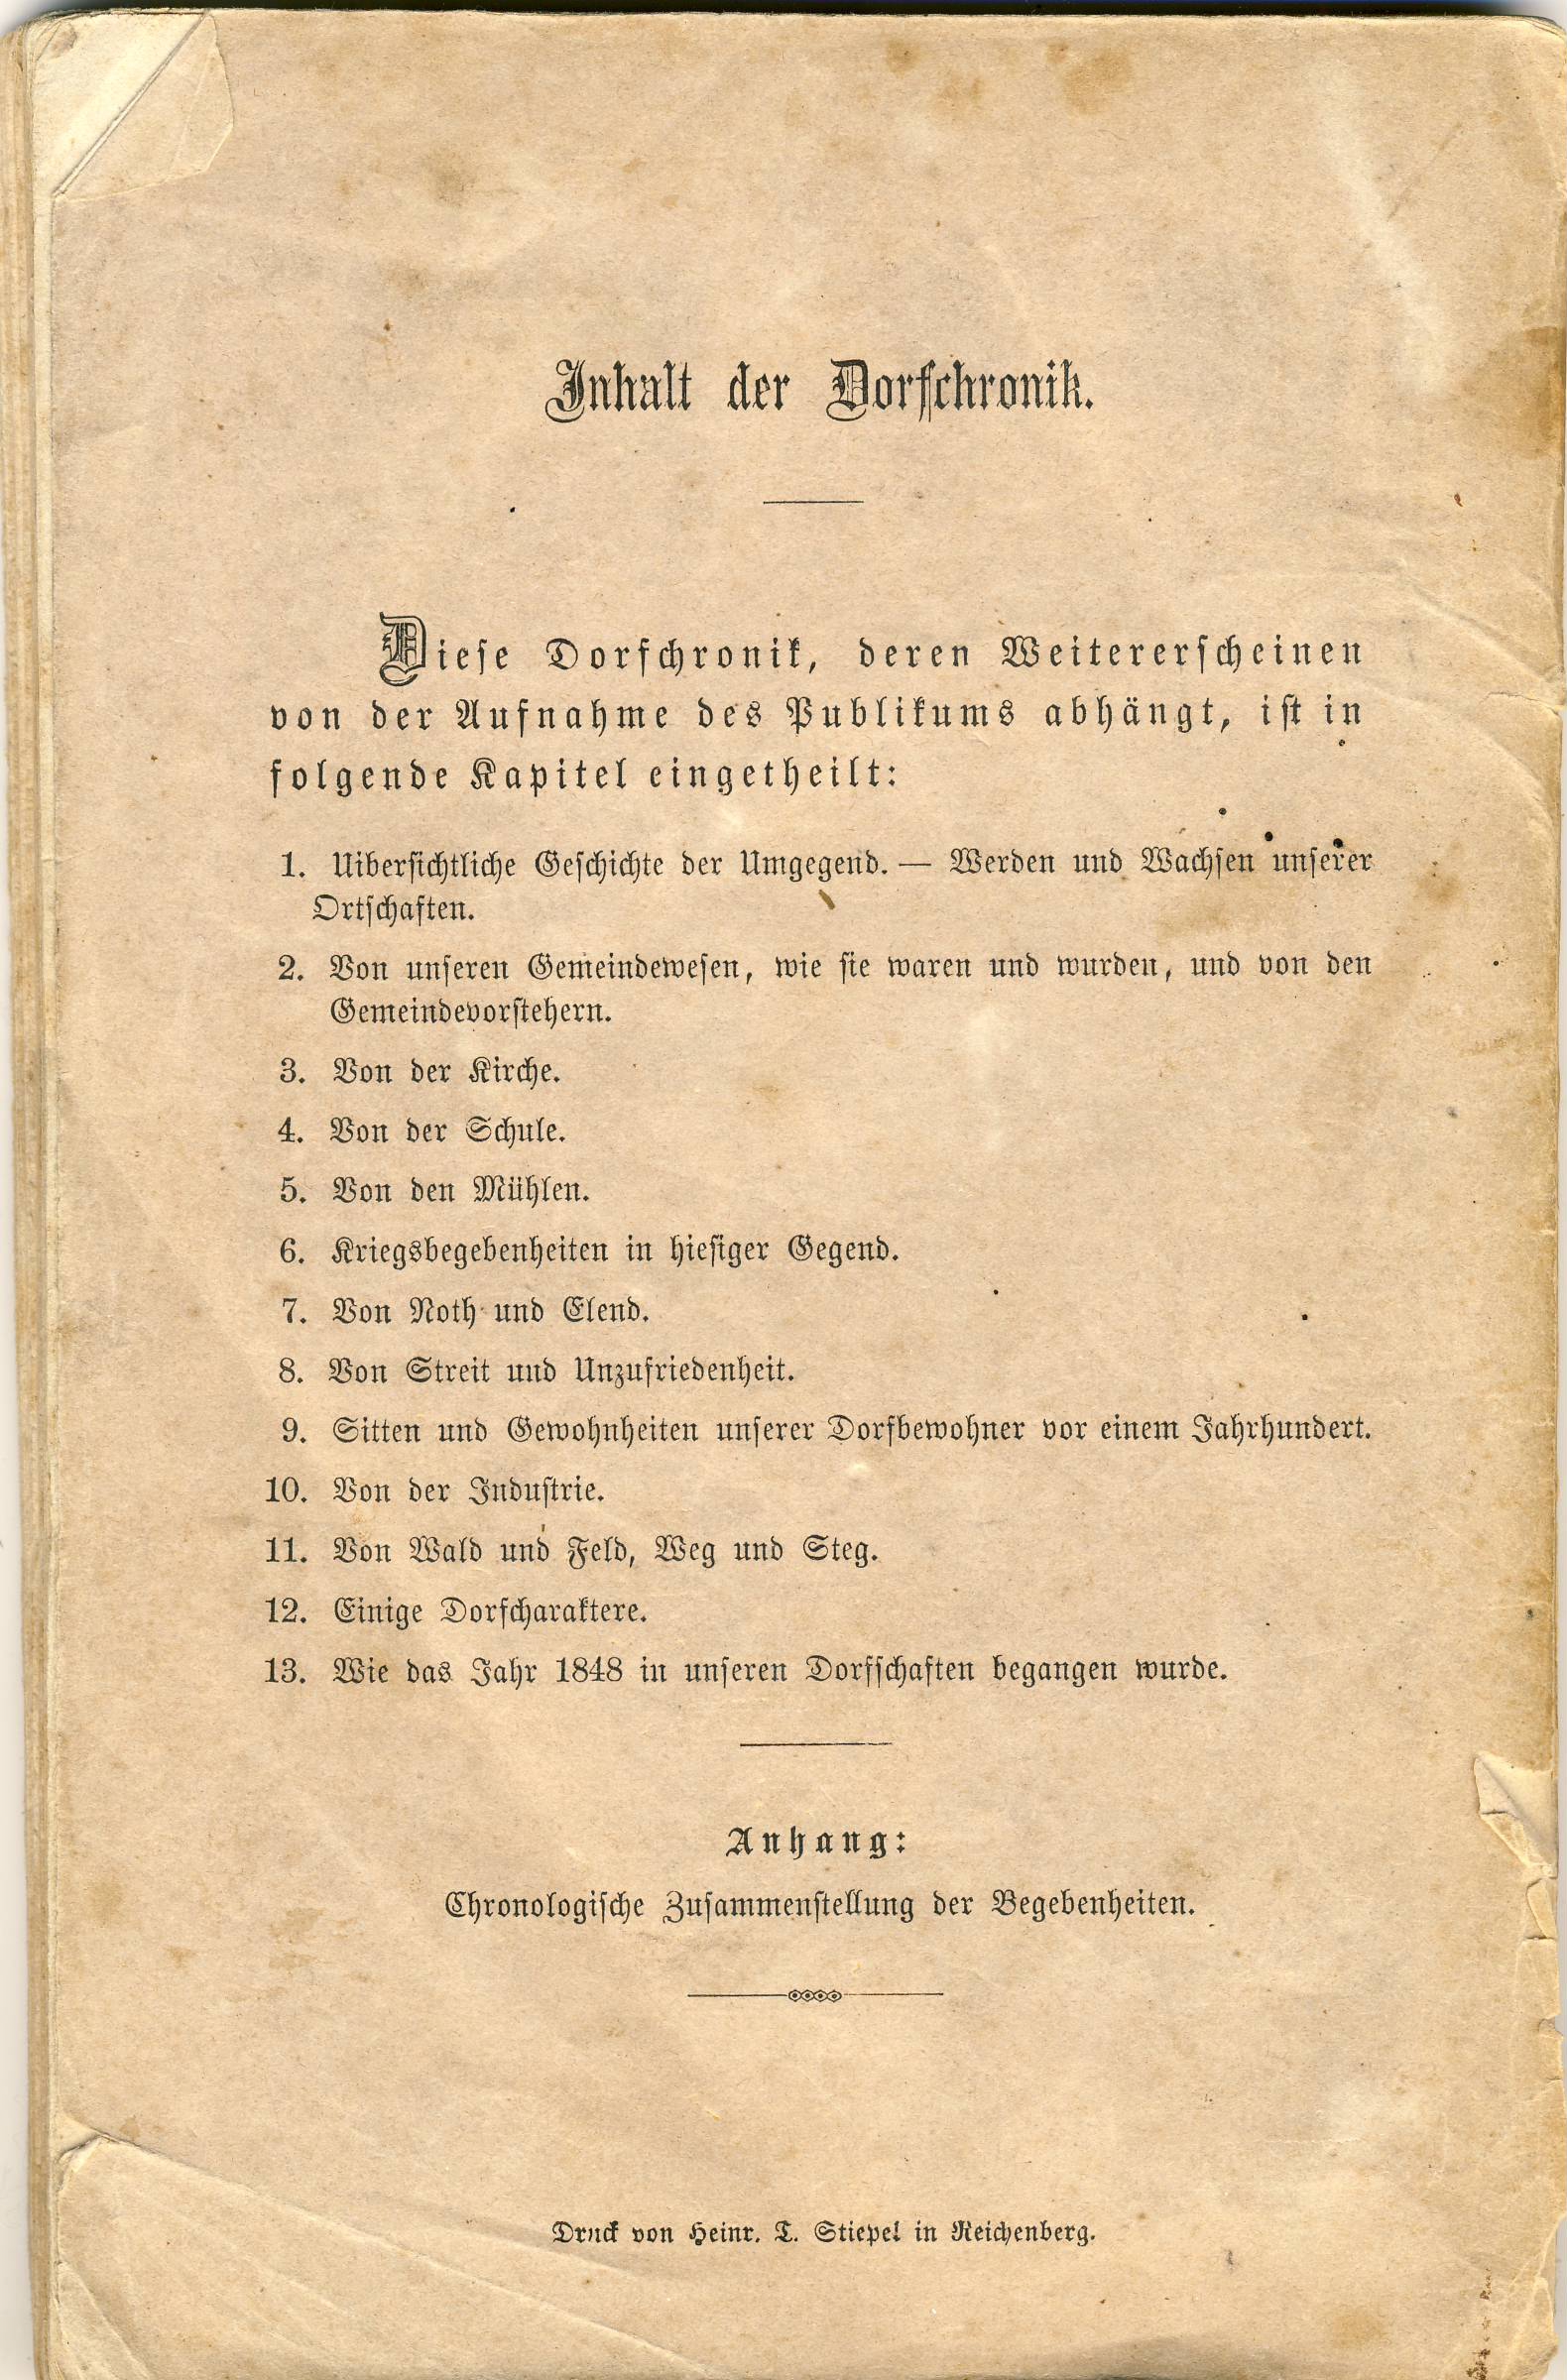 Inhalt der Dorfschronik.
Diese Dorfchronik, deren Weitererscheinen
von der Aufnahme des Publikums abhängt, ist in
folgende Kapitel eingetheilt:
1. Uibersichtliche Geschichte der Umgegend. — Werden und Wachsen unserer
Ortschaften.
2. Von unseren Gemeindewesen, wie sie waren und wurden, und von den
Gemeindevorstehern.
3. Von der Kirche.
4. Von der Schule.
5. Von den Mühlen.
6. Kriegsbegebenheiten in hiesiger Gegend.
7. Von Noth und Elend.
8. Von Streit und Unzufriedenheit.
9. Sitten und Gewohnheiten unserer Dorfbewohner vor einem Jahrhundert.
10. Von der Industrie.
11. Von Wald und Feld, Weg und Steg.
12. Einige Dorfcharaktere.
13. Wie das Jahr 1848 in unseren Dorfschaften begangen wurde.
Anhang:
Chronologische Zusammenstellung der Begebenheiten.
Druck von Heinr. T. Stiepel in Reichenberg.